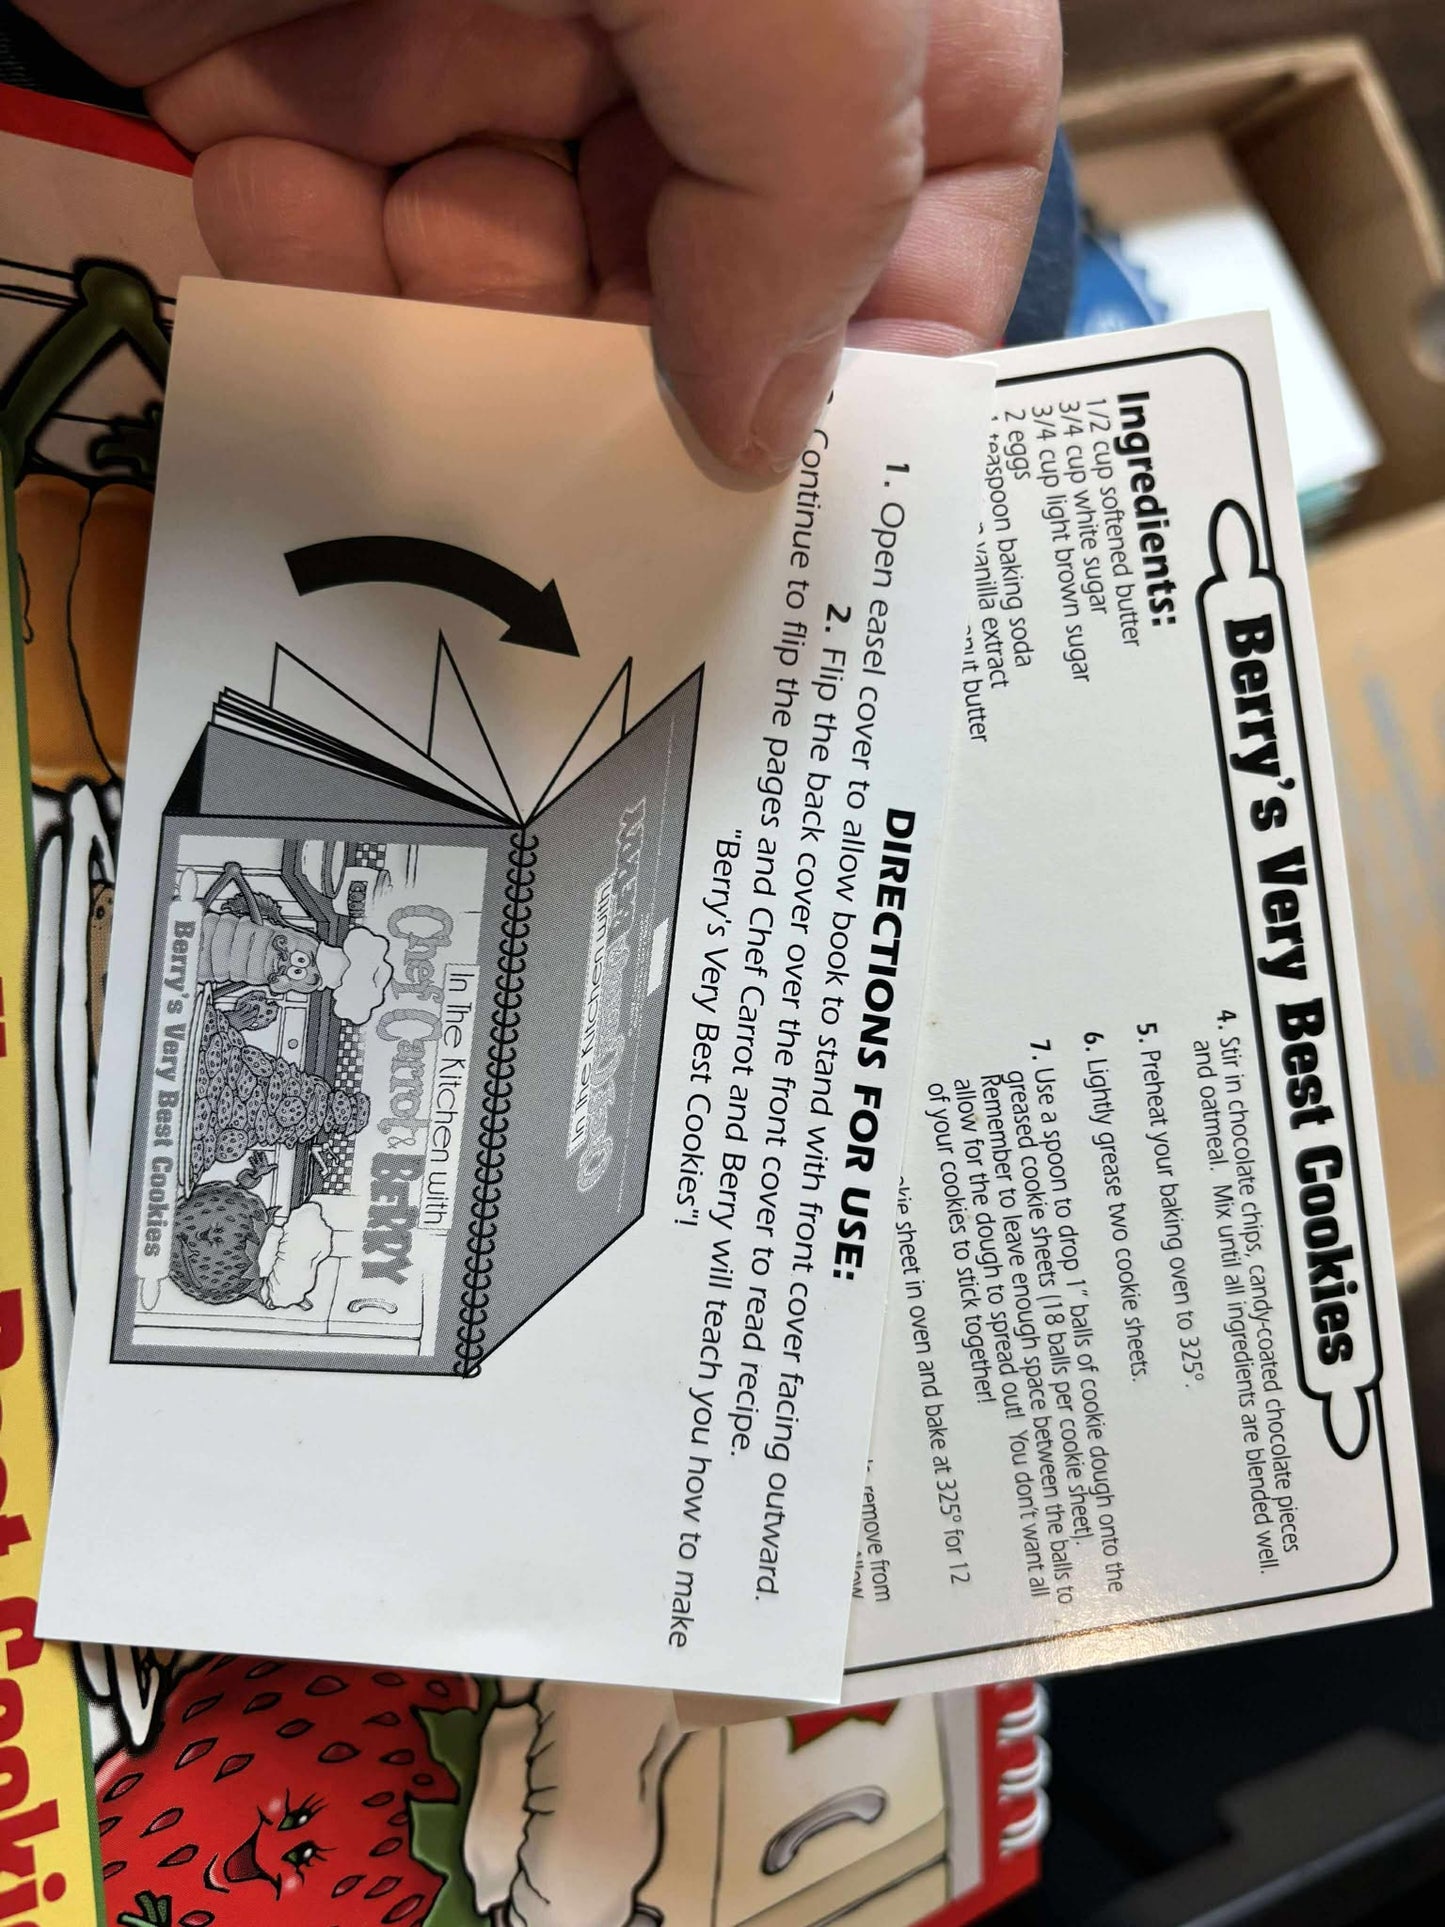 Berry's Very Best Cookies
Ingredients:
1/2 cup softened butter
3/4 cup white sugar
3/4 cup light brown sugar
2 eggs
teaspoon baking soda
vanilla extract
butter
4. Stir in chocolate chips, candy-coated chocolate pieces
and oatmeal. Mix until all ingredients are blended well.
5. Preheat your baking oven to 325º.
6. Lightly grease two cookie sheets.
7. Use a spoon to drop 1" balls of cookie dough onto the
greased cookie sheets (18 balls per cookie sheet).
Remember to leave enough space between the balls to
allow for the dough to spread out! You don't want all
of your cookies to stick together!
sheet in oven and bake at 325º for 12
remove from
DIRECTIONS FOR USE:
1. Open easel cover to allow book to stand with front cover facing outward.
2. Flip the back cover over the front cover to read recipe.
Continue to flip the pages and Chef Carrot and Berry will teach you how to make
"Berry's Very Best Cookies"!
In The Kitchen with
Chef Carrot & BERRY
Berry's Very Best Cookies